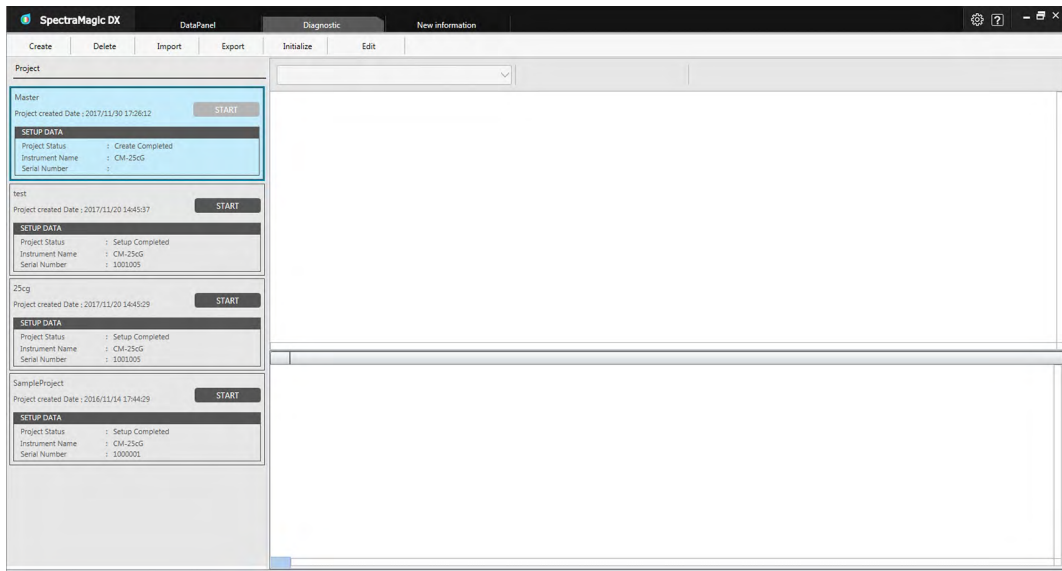 SpectraMagic DX DataPanel Diagnostic New information
Create Delete Import Export Initialize Edit
Project
Master
Project created Date : 2017/11/30 17:26:12 START
SETUP DATA
Project Status : Create Completed
Instrument Name : CM-25cG
Serial Number :
test
Project created Date : 2017/11/20 14:45:37 START
SETUP DATA
Project Status : Setup Completed
Instrument Name : CM-25cG
Serial Number : 1001005
25cg
Project created Date : 2017/11/20 14:45:29 START
SETUP DATA
Project Status : Setup Completed
Instrument Name : CM-25cG
Serial Number : 1001005
SampleProject
Project created Date : 2016/11/14 17:44:29 START
SETUP DATA
Project Status : Setup Completed
Instrument Name : CM-25cG
Serial Number : 1000001